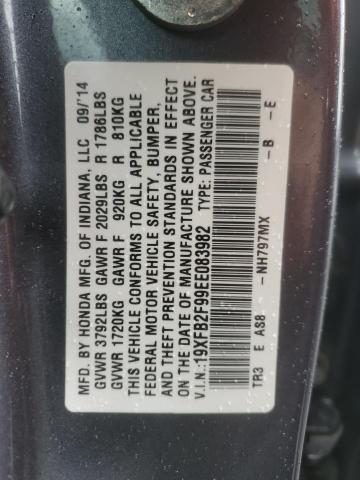 MFD. BY HONDA MFG. OF INDIANA, LLC 09/'14
GVWR 3792LBS GAWR F 2029LBS R 1786LBS
GVWR 1720KG GAWR F 920KG R 810KG
THIS VEHICLE CONFORMS TO ALL APPLICABLE
FEDERAL MOTOR VEHICLE SAFETY, BUMPER,
AND THEFT PREVENTION STANDARDS IN EFFECT
ON THE DATE OF MANUFACTURE SHOWN ABOVE.
V.I.N.: 19XFB2F99EE083982 TYPE: PASSENGER CAR
TR3 E AS8 - NH797MX - B - E